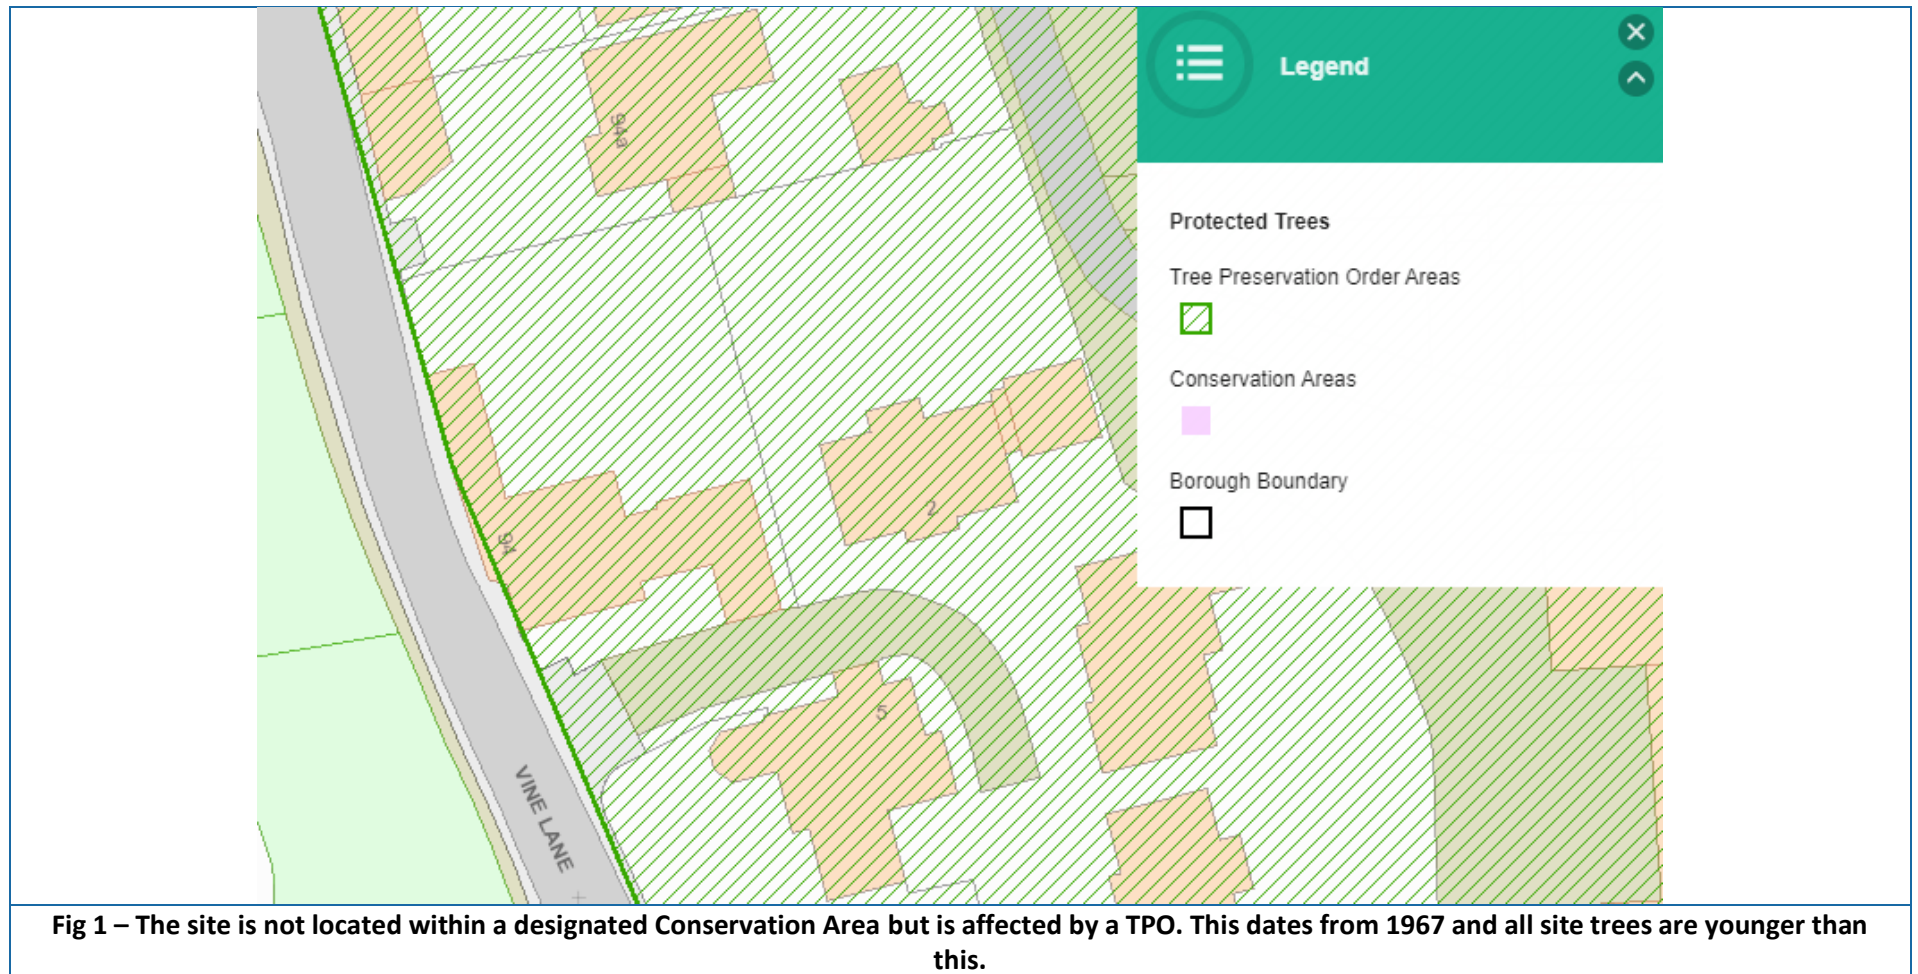 Legend
Protected Trees
Tree Preservation Order Areas
Conservation Areas
Borough Boundary
94a
2
94
5
VINE LANE
Fig 1 – The site is not located within a designated Conservation Area but is affected by a TPO. This dates from 1967 and all site trees are younger than
this.